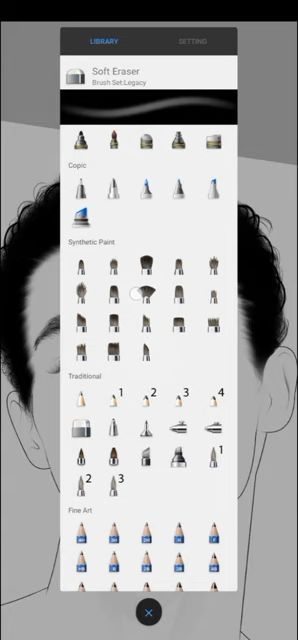 LIBRARY
SETTING
Soft Eraser
Brush Set:Legacy
Copic
Synthetic Paint
Traditional
1
2
3
4
1
2
3
Fine Art